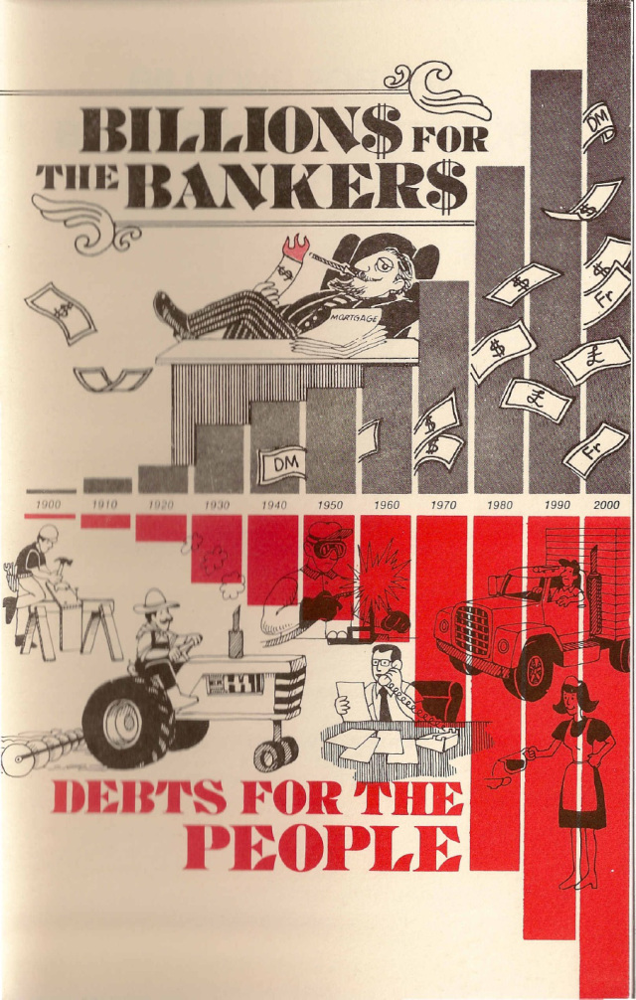 BILLION$ FOR
THE BANKER$
DM
$
$
$
$
Fr
MORTGAGE
$$$
$
£
$
$
£
DM
Fr
1900 1910 1920 1930 1940 1950 1960 1970 1980 1990 2000
DEBTS FOR THE
PEOPLE